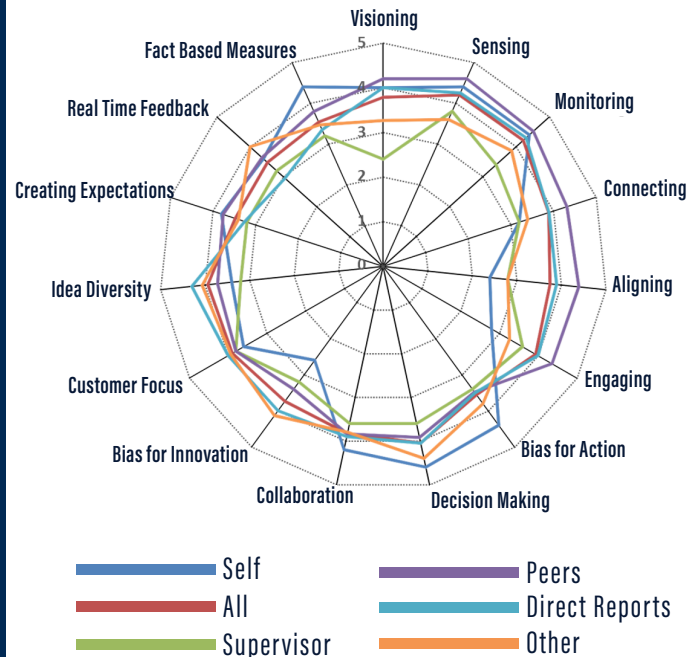 Visioning
Fact Based Measures
Sensing
Real Time Feedback
Monitoring
Creating Expectations
Connecting
Idea Diversity
Aligning
Customer Focus
Engaging
Bias for Innovation
Bias for Action
Collaboration
Decision Making
5
4
3
2
1
0
Self
Peers
All
Direct Reports
Supervisor
Other